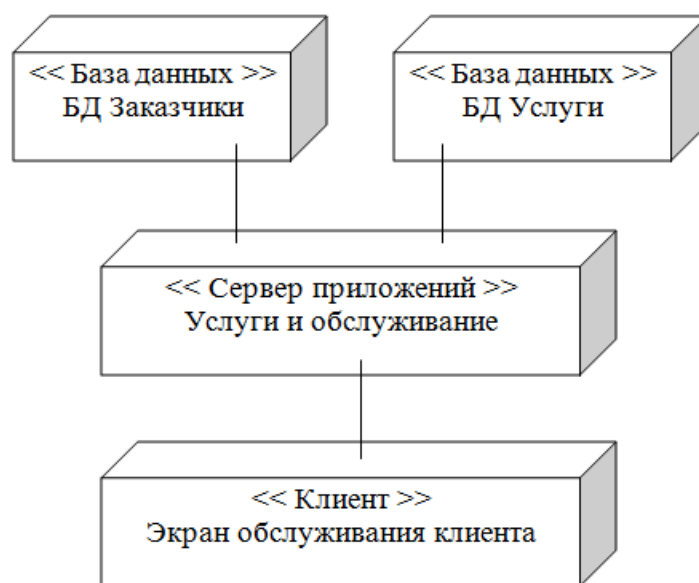 << База данных >>
БД Заказчики
<< База данных >>
БД Услуги
<< Сервер приложений >>
Услуги и обслуживание
<< Клиент >>
Экран обслуживания клиента